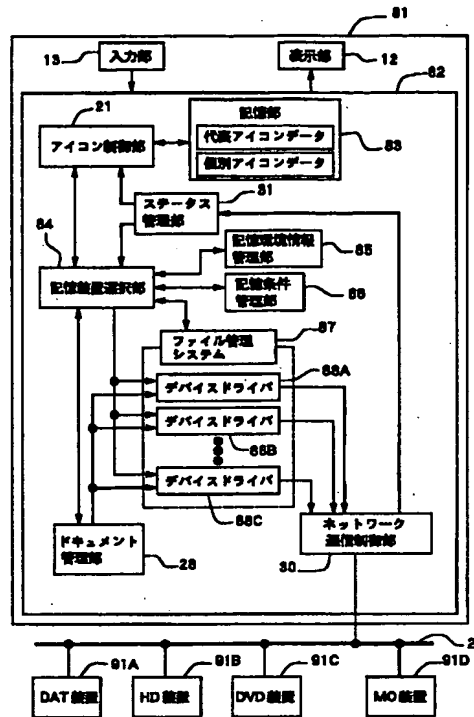 81
13
入力部
表示部
12
82
21
アイコン制御部
記憶部
代表アイコンデータ
個別アイコンデータ
83
ステータス
管理部
31
84
記憶装置選択部
記憶環境情報
管理部
85
記憶条件
管理部
86
87
ファイル管理
システム
88A
デバイスドライバ
デバイスドライバ
88B
デバイスドライバ
88C
ドキュメント
管理部
28
ネットワーク
通信制御部
30
2
91A
91B
91C
91D
DAT装置
HD装置
DVD装置
MO装置